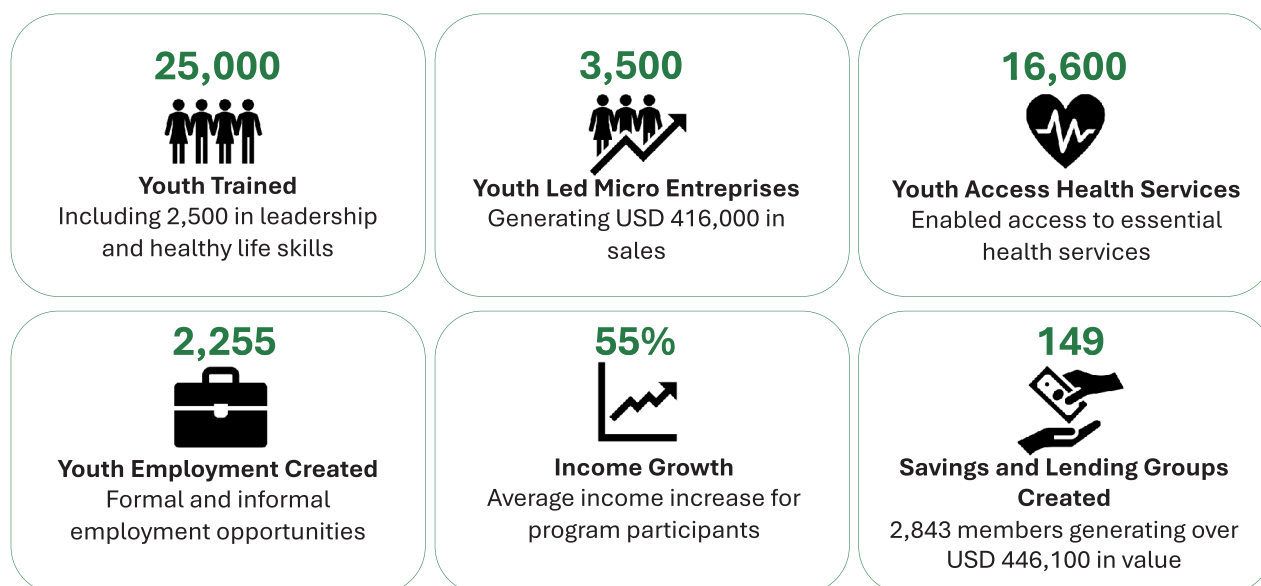 25,000
Youth Trained
Including 2,500 in leadership
and healthy life skills
3,500
Youth Led Micro Entreprises
Generating USD 416,000 in
sales
16,600
Youth Access Health Services
Enabled access to essential
health services
2,255
Youth Employment Created
Formal and informal
employment opportunities
55%
Income Growth
Average income increase for
program participants
149
Savings and Lending Groups
Created
2,843 members generating over
USD 446,100 in value